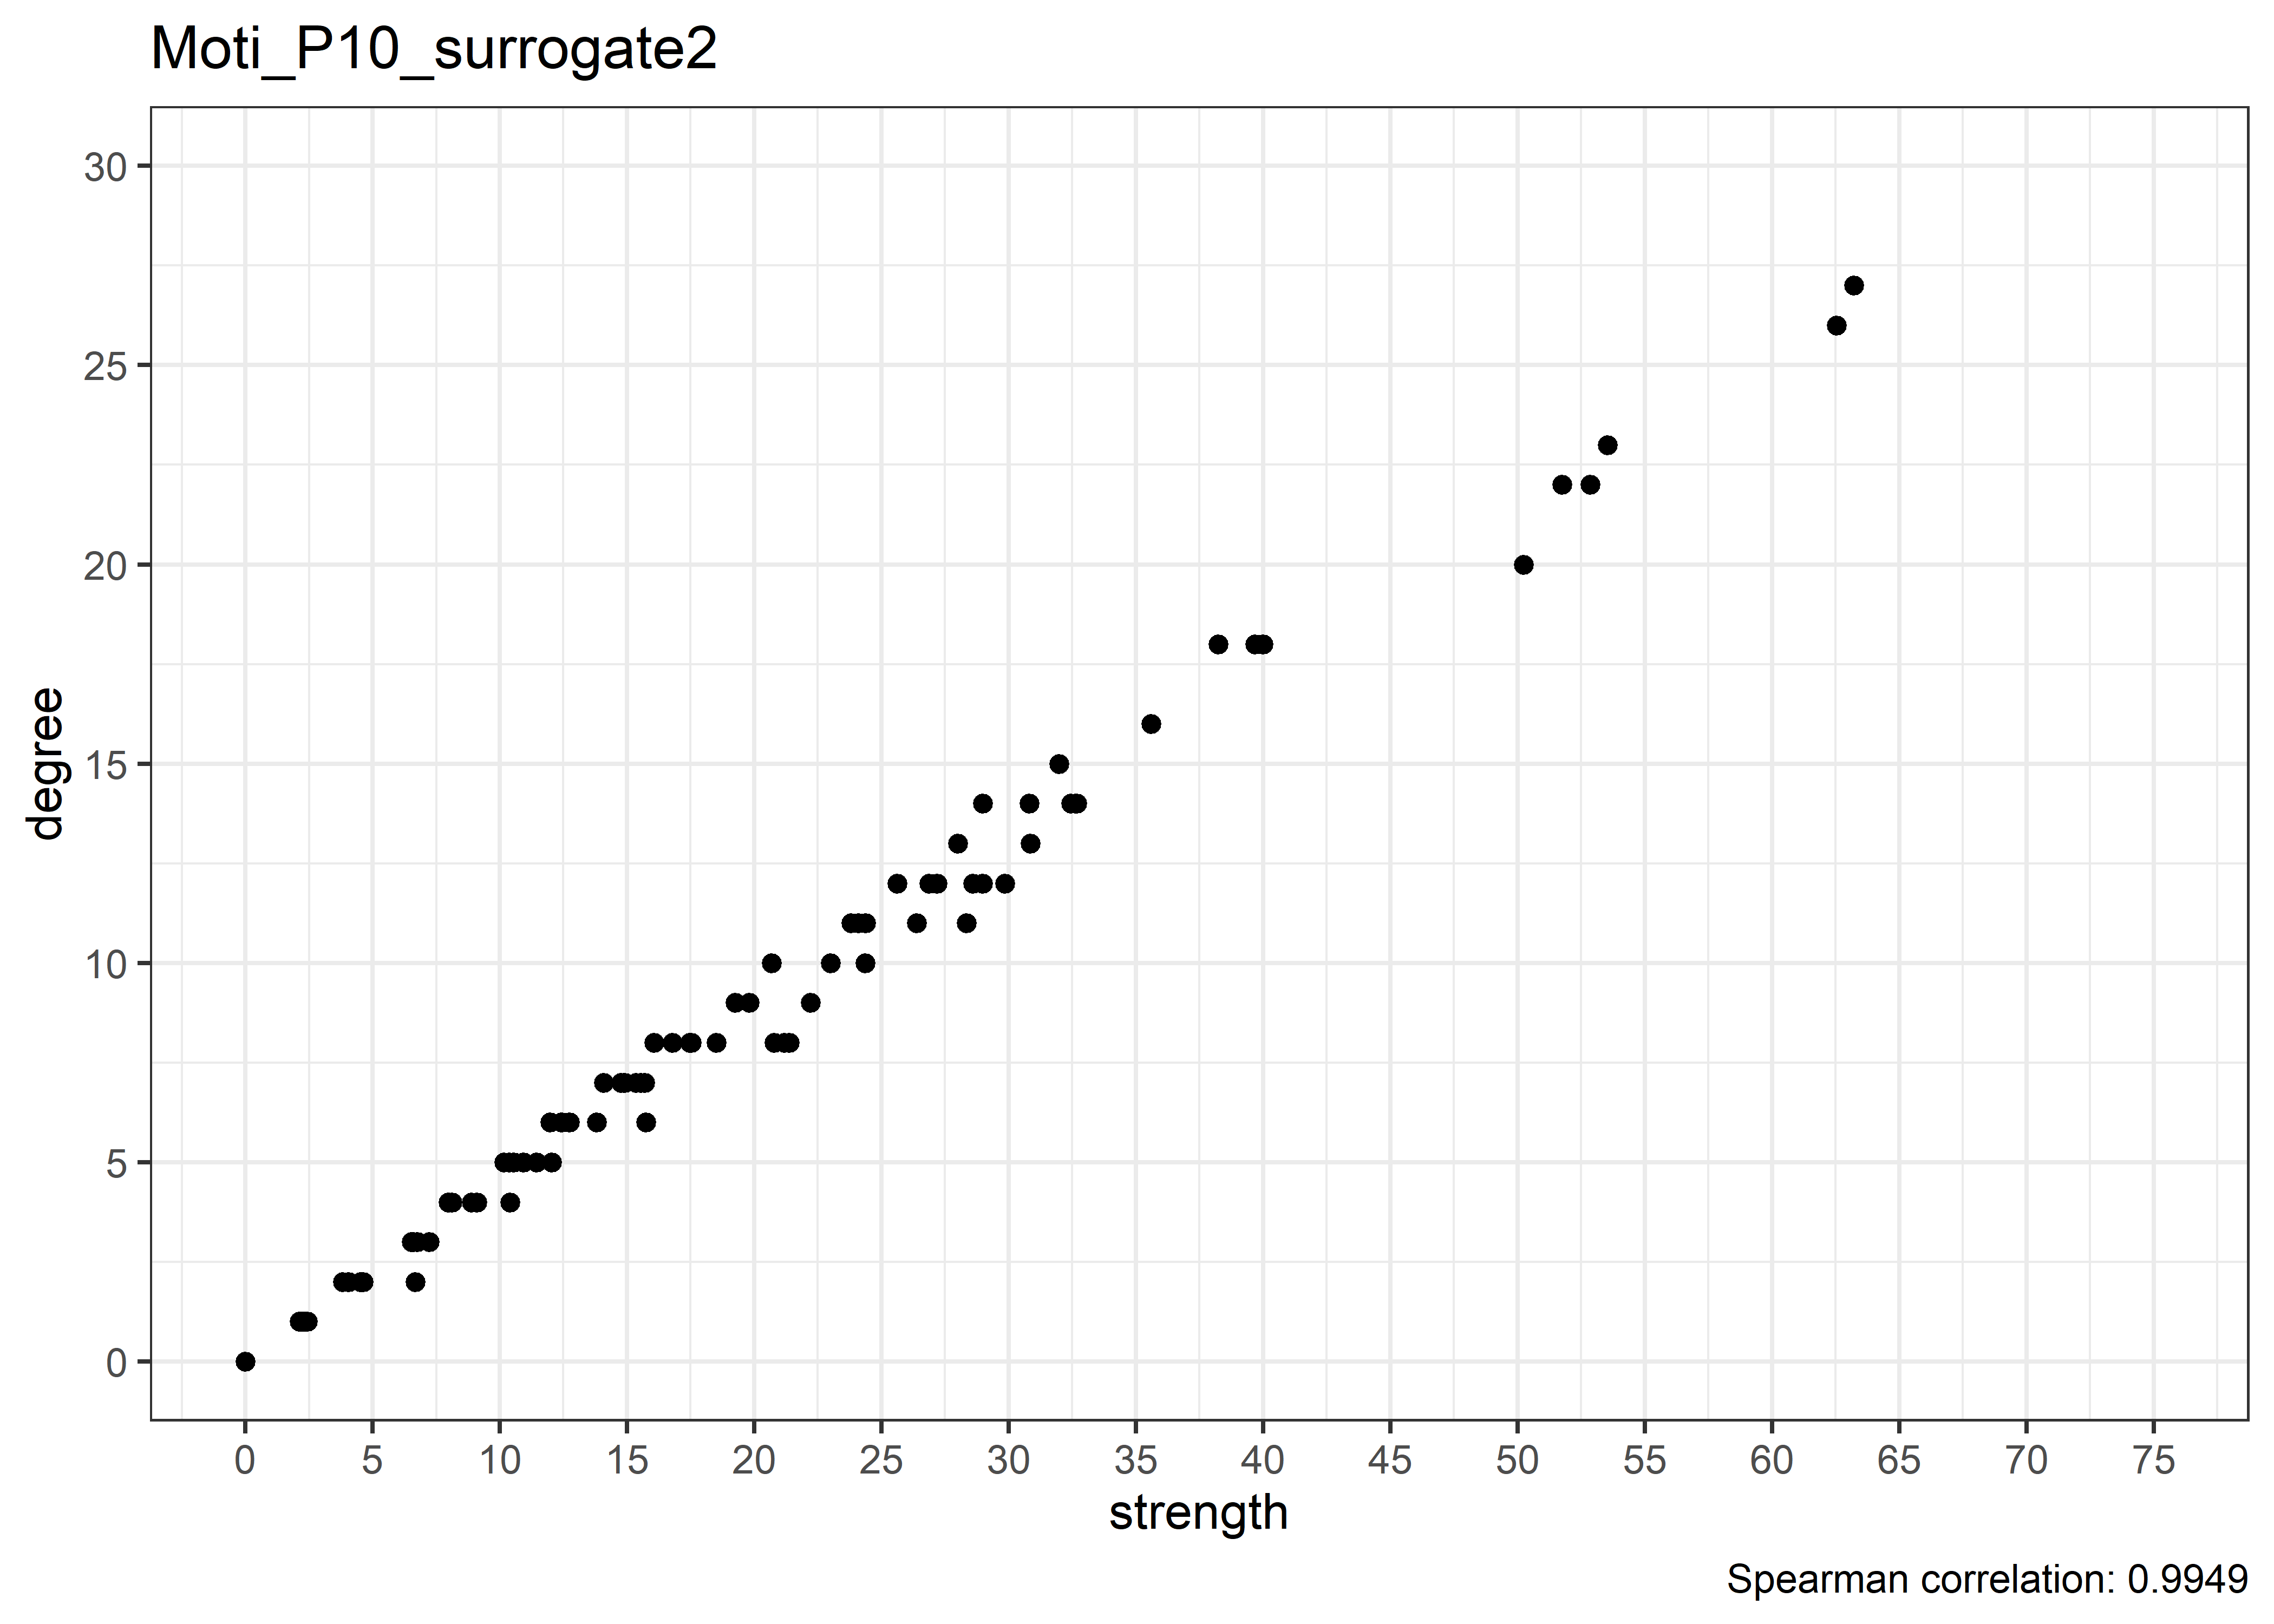 Moti_P10_surrogate2
30
25
20
15
10
5
0
degree
0 5 10 15 20 25 30 35 40 45 50 55 60 65 70 75
strength
Spearman correlation: 0.9949